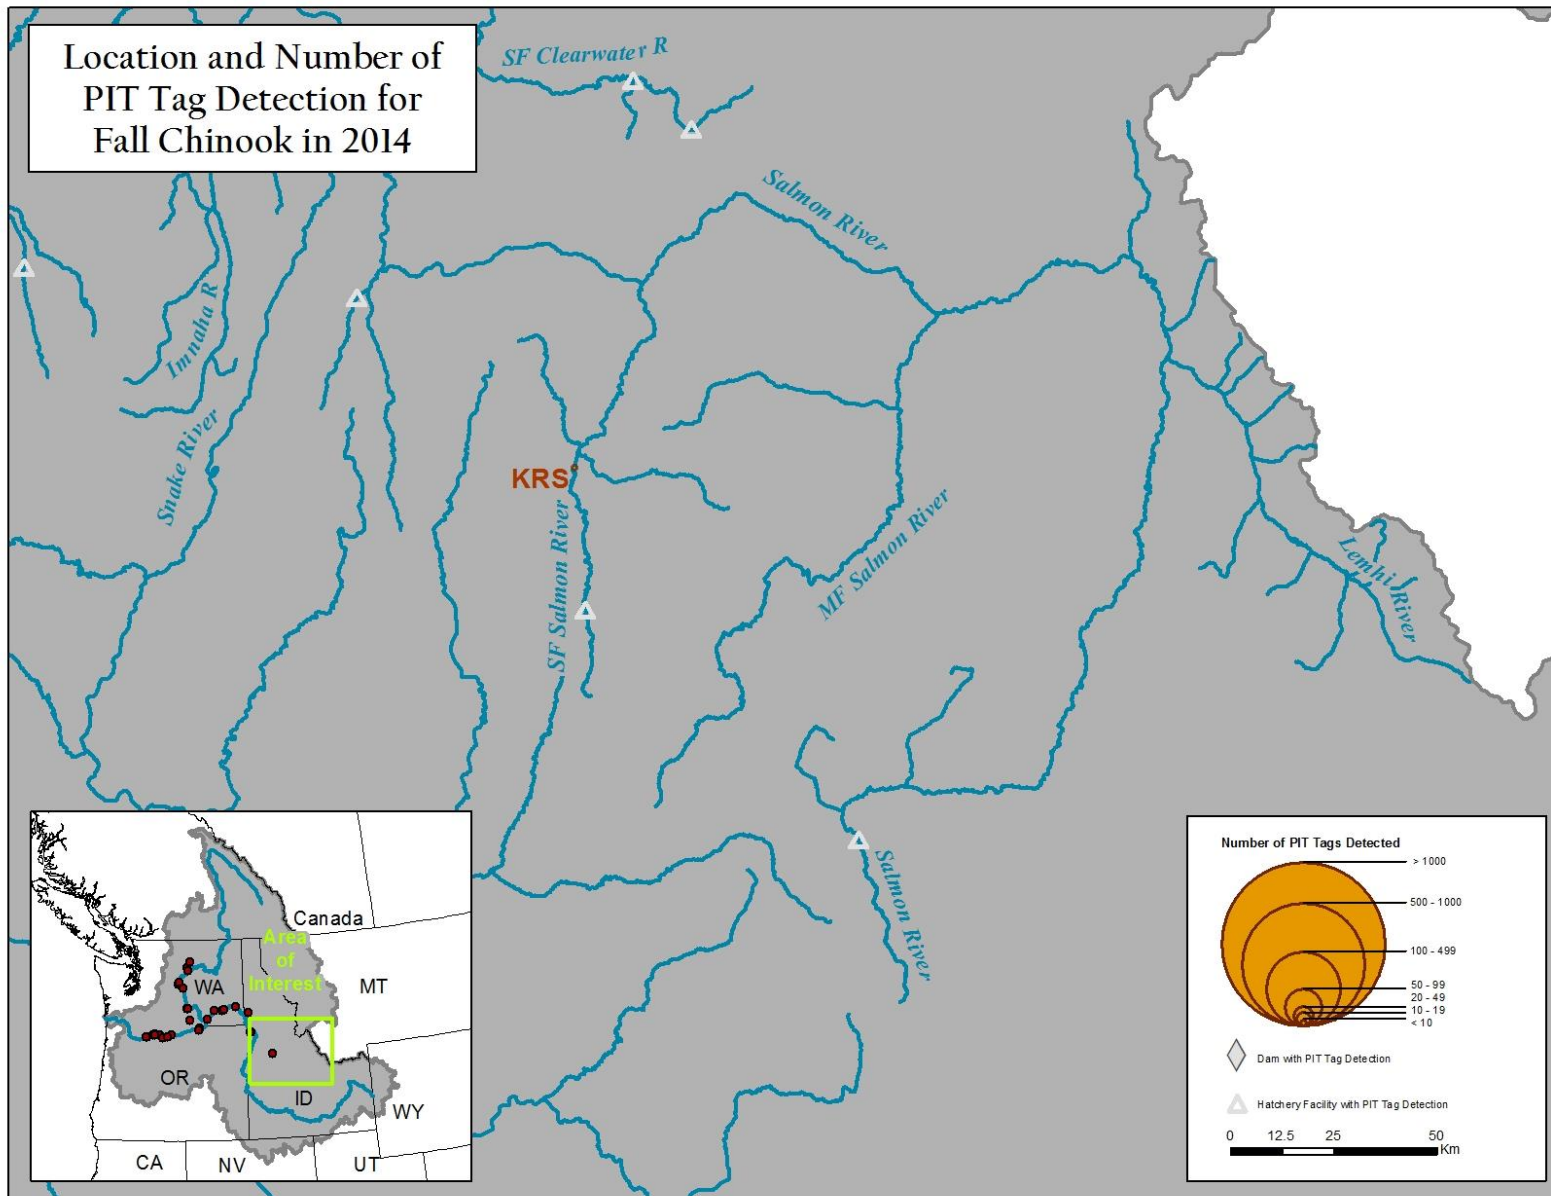 Location and Number of
PIT Tag Detection for
Fall Chinook in 2014
SF Clearwater R
Salmon River
Imnaha R
Snake River
KRS
SF Salmon River
MF Salmon River
Lemhi River
Salmon River
Canada
Area
of
Interest
WA
MT
OR
ID
WY
CA
NV
UT
Number of PIT Tags Detected
> 1000
500 - 1000
100 - 499
50 - 99
20 - 49
10 - 19
< 10
Dam with PIT Tag Detection
Hatchery Facility with PIT Tag Detection
0 12.5 25 50
Km